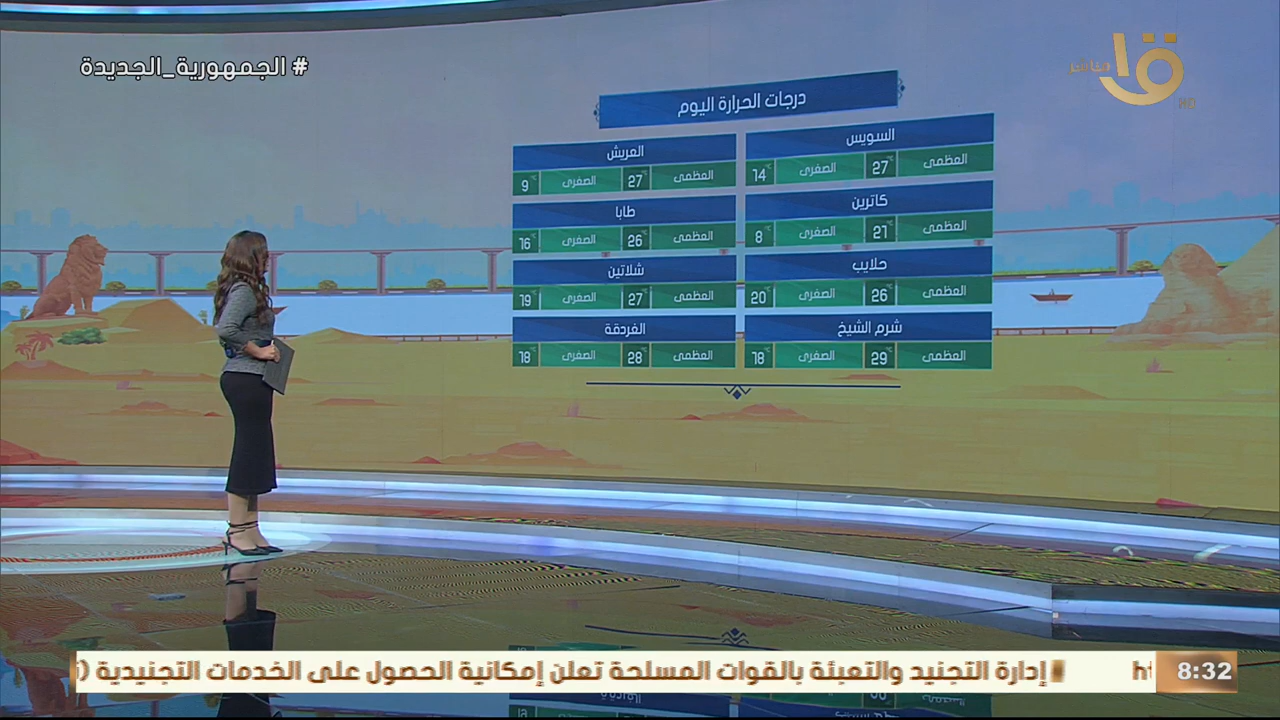 #الجمهورية_الجديدة
مباشر
HD
درجات الحرارة اليوم
السويس
العظمى 27°C الصغرى 14°C
العريش
العظمى 27°C الصغرى 9°C
كاترين
العظمى 21°C الصغرى 8°C
طابا
العظمى 26°C الصغرى 16°C
حلايب
العظمى 26°C الصغرى 20°C
شلاتين
العظمى 27°C الصغرى 19°C
شرم الشيخ
العظمى 29°C الصغرى 18°C
الغردقة
العظمى 28°C الصغرى 18°C
8:32
إدارة التجنيد والتعبئة بالقوات المسلحة تعلن إمكانية الحصول على الخدمات التجنيدية (